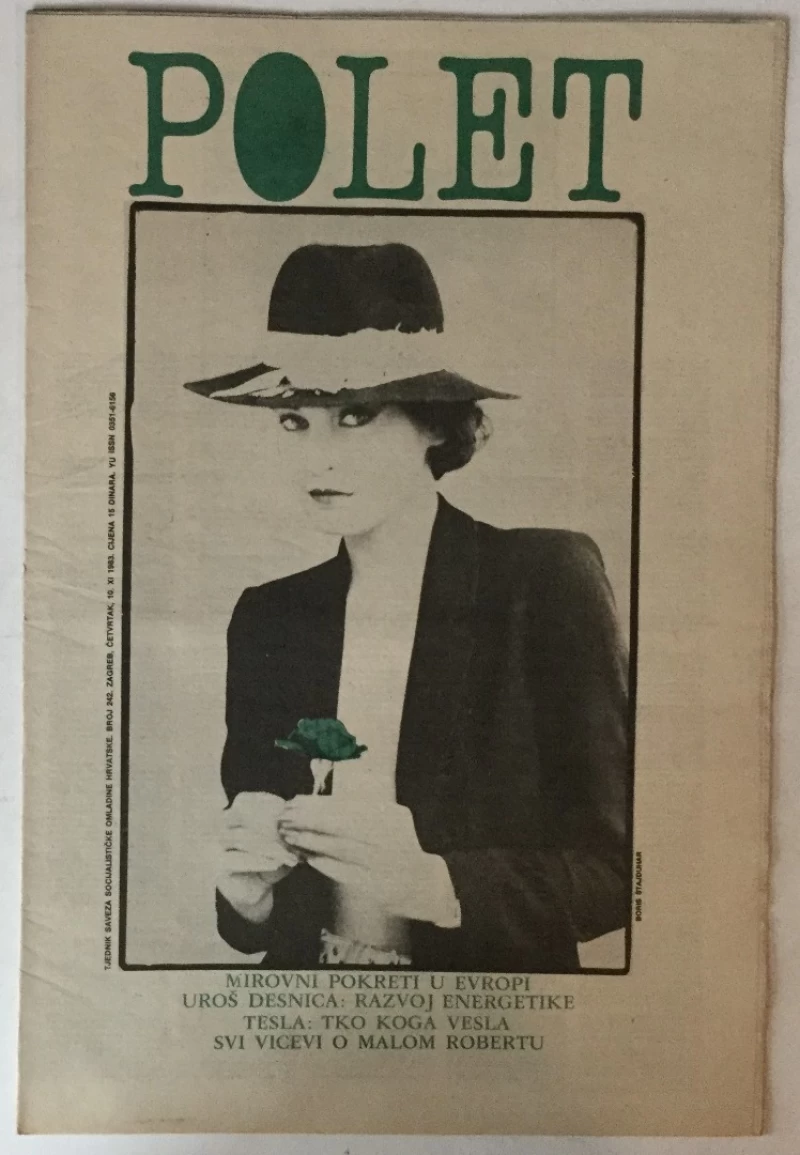 POLET
TJEDNIK SAVEZA SOCIJALISTIČKE OMLADINE HRVATSKE. BROJ 242. ZAGREB, ČETVRTAK, 10. XI 1983. CIJENA 15 DINARA. YU ISSN 0351-6156
BORIS ŠTAJDUHAR
MIROVNI POKRETI U EVROPI
UROŠ DESNICA: RAZVOJ ENERGETIKE
TESLA: TKO KOGA VESLA
SVI VICEVI O MALOM ROBERTU